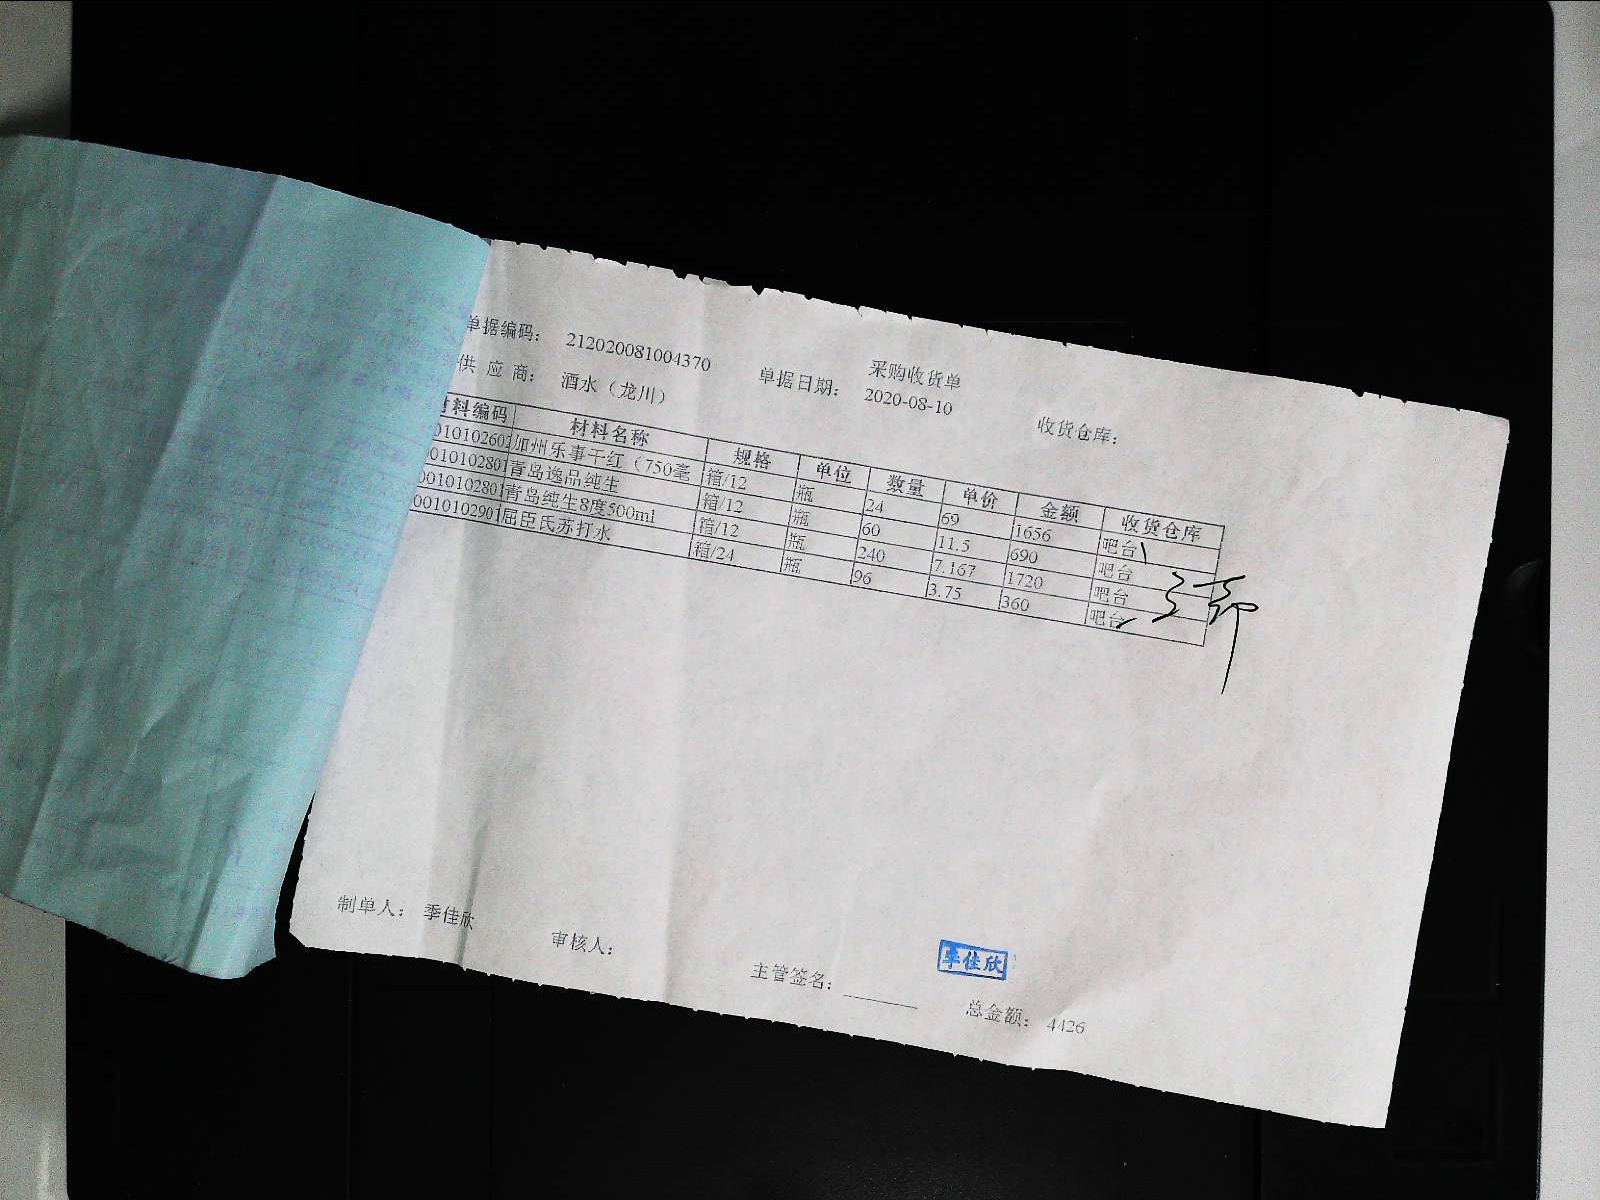 采购收货单
单据编码： 212020081004370 单据日期： 2020-08-10 收货仓库：
供 应 商： 酒水（龙川）
材料编码 材料名称 规格 单位 数量 单价 金额 收货仓库
010102602 加州乐事干红（750毫 箱/12 瓶 24 69 1656 吧台
010102801 青岛逸品纯生 箱/12 瓶 60 11.5 690 吧台
0010102801 青岛纯生8度500ml 箱/12 瓶 240 7.167 1720 吧台
0010102901 屈臣氏苏打水 箱/24 瓶 96 3.75 360 吧台
制单人： 季佳欣 审核人： 主管签名： 总金额： 4426
季佳欣